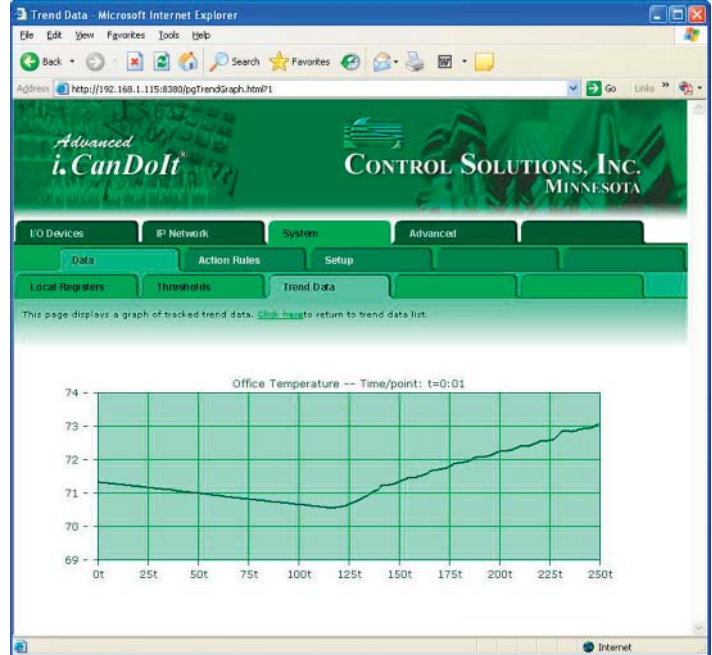 Trend Data - Microsoft Internet Explorer
File Edit View Favorites Tools Help
Back Search Favorites
Address http://192.168.1.115:8380/pgTrendGraph.html?1 Go Links »
Advanced
i.CanDoIt®
CONTROL SOLUTIONS, INC.
MINNESOTA
I/O Devices IP Network System Advanced
Data Action Rules Setup
Local Registers Thresholds Trend Data
This page displays a graph of tracked trend data. Click here to return to trend data list.
Office Temperature -- Time/point: t=0:01
74
73
72
71
70
69
0t 25t 50t 75t 100t 125t 150t 175t 200t 225t 250t
Internet